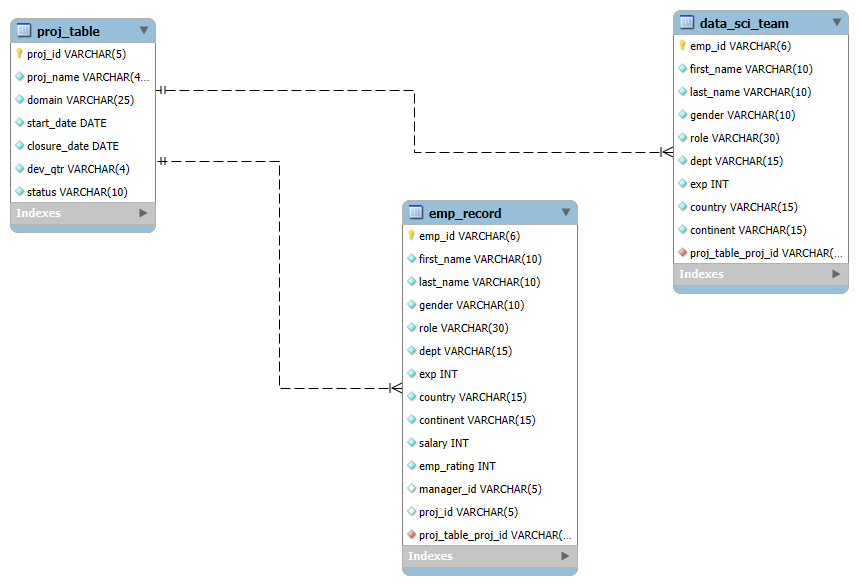 proj_table
proj_id VARCHAR(5)
proj_name VARCHAR(4...
domain VARCHAR(25)
start_date DATE
closure_date DATE
dev_qtr VARCHAR(4)
status VARCHAR(10)
Indexes
data_sci_team
emp_id VARCHAR(6)
first_name VARCHAR(10)
last_name VARCHAR(10)
gender VARCHAR(10)
role VARCHAR(30)
dept VARCHAR(15)
exp INT
country VARCHAR(15)
continent VARCHAR(15)
proj_table_proj_id VARCHAR(...
Indexes
emp_record
emp_id VARCHAR(6)
first_name VARCHAR(10)
last_name VARCHAR(10)
gender VARCHAR(10)
role VARCHAR(30)
dept VARCHAR(15)
exp INT
country VARCHAR(15)
continent VARCHAR(15)
salary INT
emp_rating INT
manager_id VARCHAR(5)
proj_id VARCHAR(5)
proj_table_proj_id VARCHAR(...
Indexes